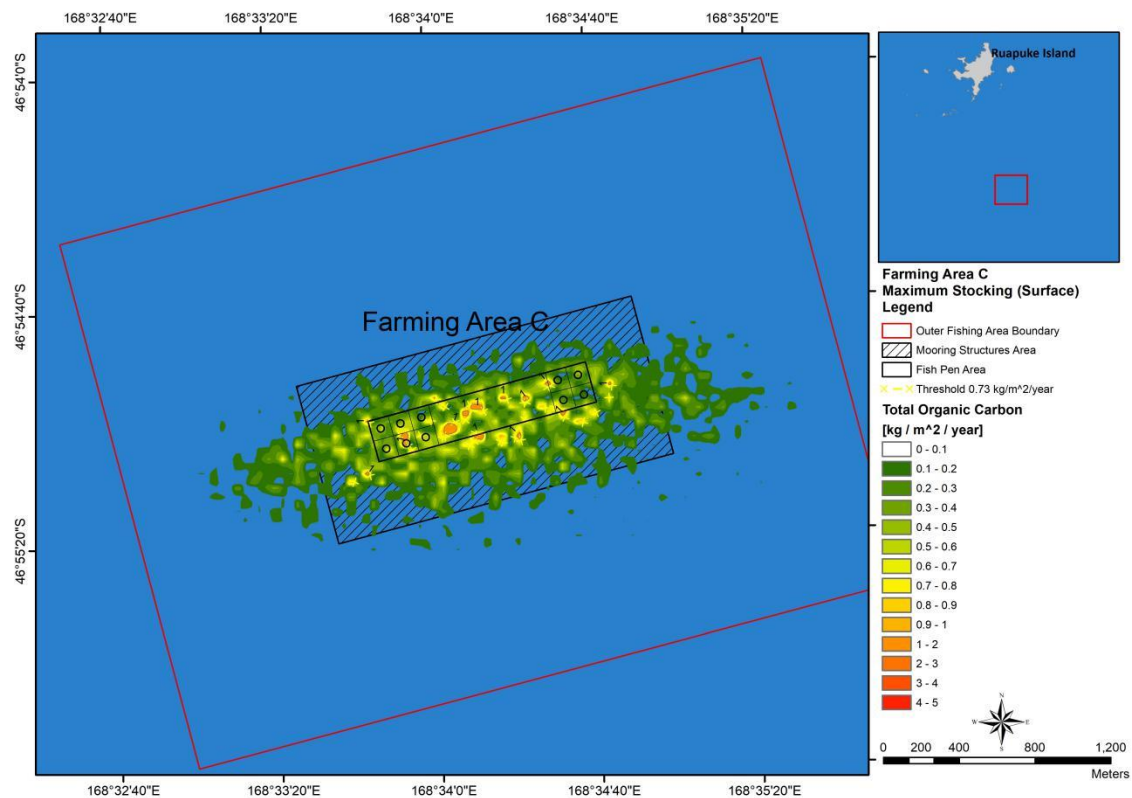 168°32'40"E 168°33'20"E 168°34'0"E 168°34'40"E 168°35'20"E
46°54'0"S
46°54'40"S
46°55'20"S
Farming Area C
1 1 1
168°32'40"E 168°33'20"E 168°34'0"E 168°34'40"E 168°35'20"E
Ruapuke Island
Farming Area C
Maximum Stocking (Surface)
Legend
Outer Fishing Area Boundary
Mooring Structures Area
Fish Pen Area
Threshold 0.73 kg/m^2/year
Total Organic Carbon
[kg / m^2 / year]
0 - 0.1
0.1 - 0.2
0.2 - 0.3
0.3 - 0.4
0.4 - 0.5
0.5 - 0.6
0.6 - 0.7
0.7 - 0.8
0.8 - 0.9
0.9 - 1
1 - 2
2 - 3
3 - 4
4 - 5
N
W E
S
0 200 400 800 1,200
Meters